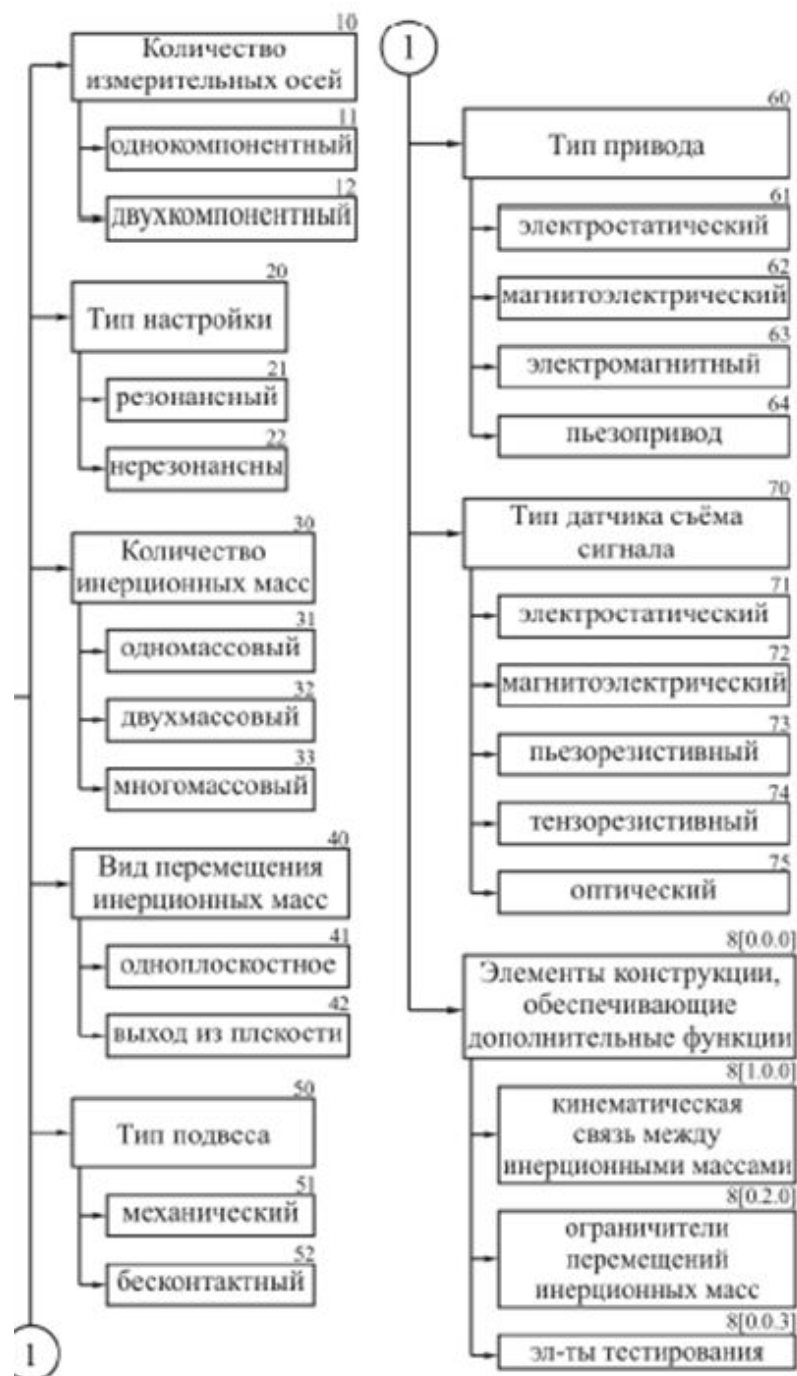 10
Количество
измерительных осей
11
однокомпонентный
12
двухкомпонентный
20
Тип настройки
21
резонансный
22
нерезонансны
30
Количество
инерционных масс
31
одномассовый
32
двухмассовый
33
многомассовый
40
Вид перемещения
инерционных масс
41
одноплоскостное
42
выход из плскости
50
Тип подвеса
51
механический
52
бесконтактный
1
1
60
Тип привода
61
электростатический
62
магнитоэлектрический
63
электромагнитный
64
пьезопривод
70
Тип датчика съёма
сигнала
71
электростатический
72
магнитоэлектрический
73
пьезорезистивный
74
тензорезистивный
75
оптический
8[0.0.0]
Элементы конструкции,
обеспечивающие
дополнительные функции
8[1.0.0]
кинематическая
связь между
инерционными массами
8[0.2.0]
ограничители
перемещений
инерционных масс
8[0.0.3]
эл-ты тестирования